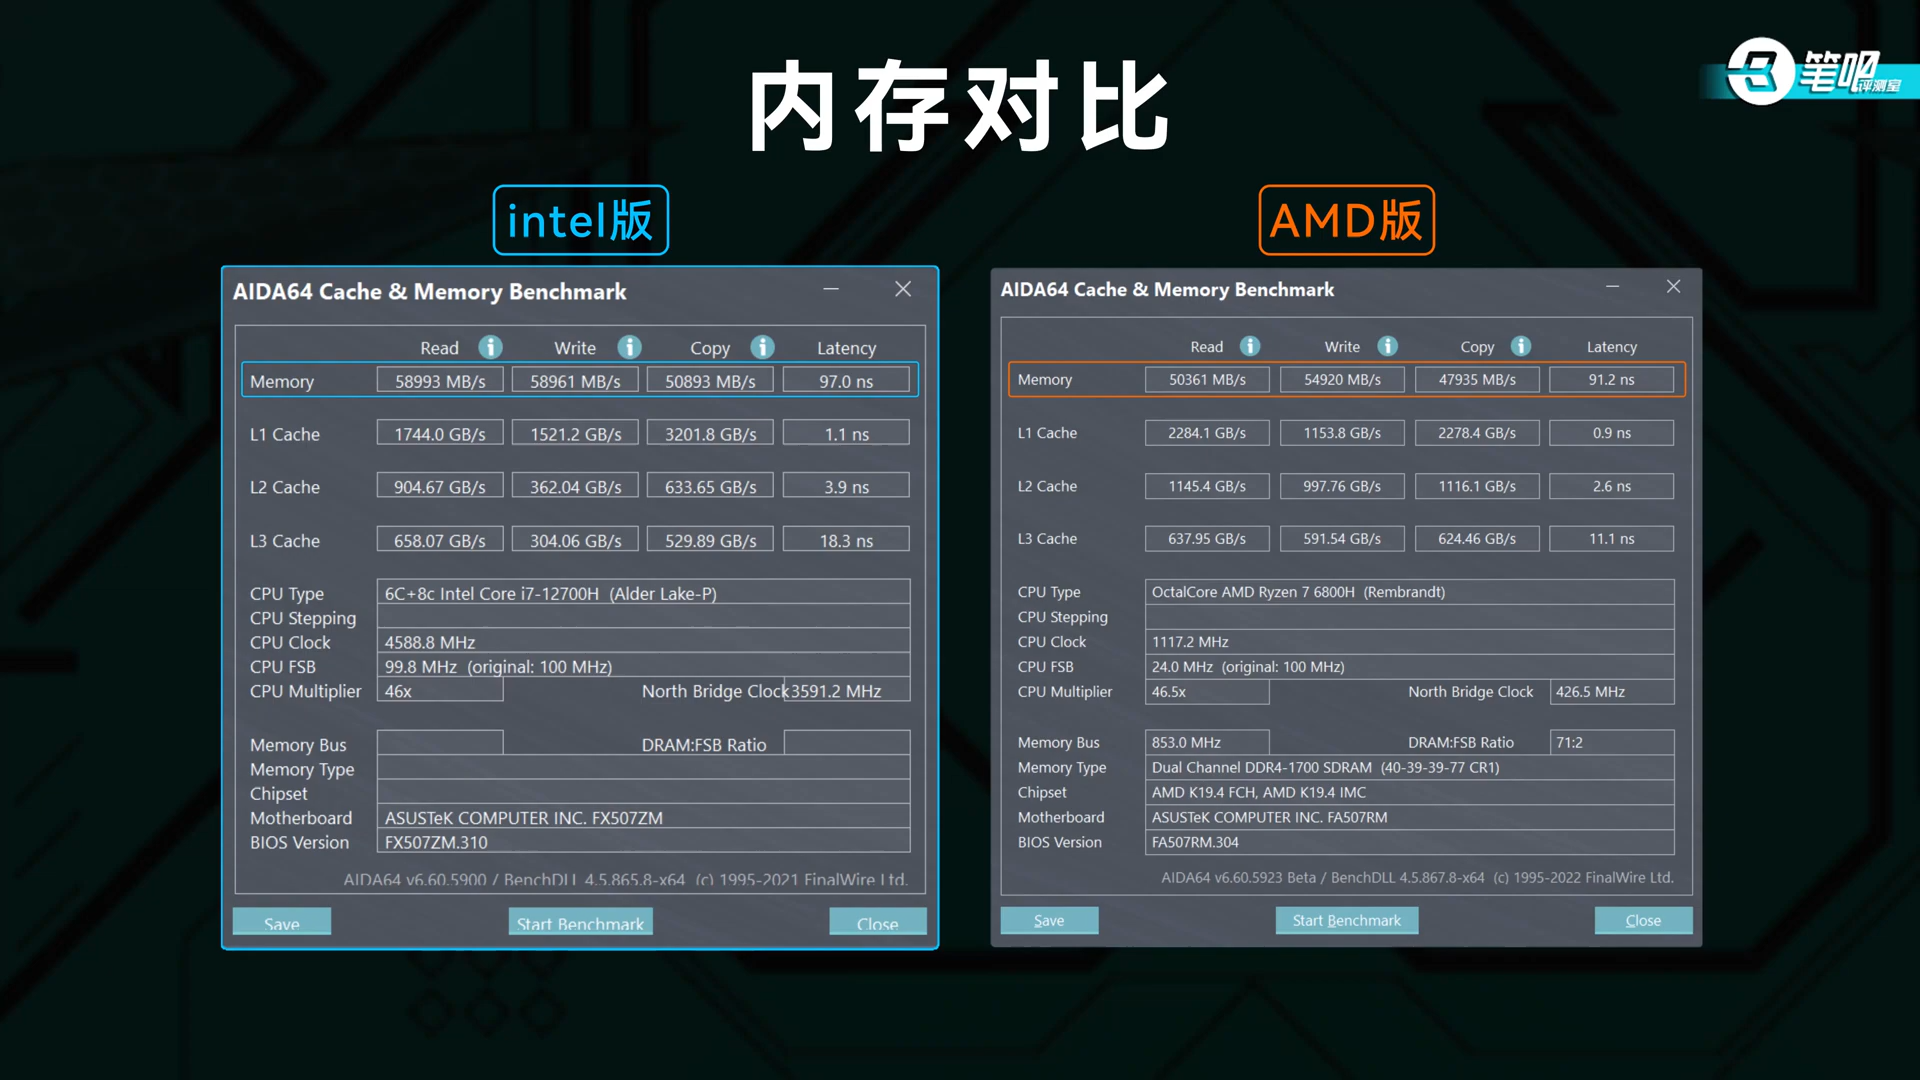 内存对比
笔吧评测室
intel版
AIDA64 Cache & Memory Benchmark
Read Write Copy Latency
Memory 58993 MB/s 58961 MB/s 50893 MB/s 97.0 ns
L1 Cache 1744.0 GB/s 1521.2 GB/s 3201.8 GB/s 1.1 ns
L2 Cache 904.67 GB/s 362.04 GB/s 633.65 GB/s 3.9 ns
L3 Cache 658.07 GB/s 304.06 GB/s 529.89 GB/s 18.3 ns
CPU Type 6C+8c Intel Core i7-12700H (Alder Lake-P)
CPU Stepping
CPU Clock 4588.8 MHz
CPU FSB 99.8 MHz (original: 100 MHz)
CPU Multiplier 46x North Bridge Clock 3591.2 MHz
Memory Bus DRAM:FSB Ratio
Memory Type
Chipset
Motherboard ASUSTeK COMPUTER INC. FX507ZM
BIOS Version FX507ZM.310
AIDA64 v6.60.5900 / BenchDLL 4.5.865.8-x64 (c) 1995-2021 FinalWire Ltd.
Save Start Benchmark Close
AMD版
AIDA64 Cache & Memory Benchmark
Read Write Copy Latency
Memory 50361 MB/s 54920 MB/s 47935 MB/s 91.2 ns
L1 Cache 2284.1 GB/s 1153.8 GB/s 2278.4 GB/s 0.9 ns
L2 Cache 1145.4 GB/s 997.76 GB/s 1116.1 GB/s 2.6 ns
L3 Cache 637.95 GB/s 591.54 GB/s 624.46 GB/s 11.1 ns
CPU Type OctalCore AMD Ryzen 7 6800H (Rembrandt)
CPU Stepping
CPU Clock 1117.2 MHz
CPU FSB 24.0 MHz (original: 100 MHz)
CPU Multiplier 46.5x North Bridge Clock 426.5 MHz
Memory Bus 853.0 MHz DRAM:FSB Ratio 71:2
Memory Type Dual Channel DDR4-1700 SDRAM (40-39-39-77 CR1)
Chipset AMD K19.4 FCH, AMD K19.4 IMC
Motherboard ASUSTeK COMPUTER INC. FA507RM
BIOS Version FA507RM.304
AIDA64 v6.60.5923 Beta / BenchDLL 4.5.867.8-x64 (c) 1995-2022 FinalWire Ltd.
Save Start Benchmark Close